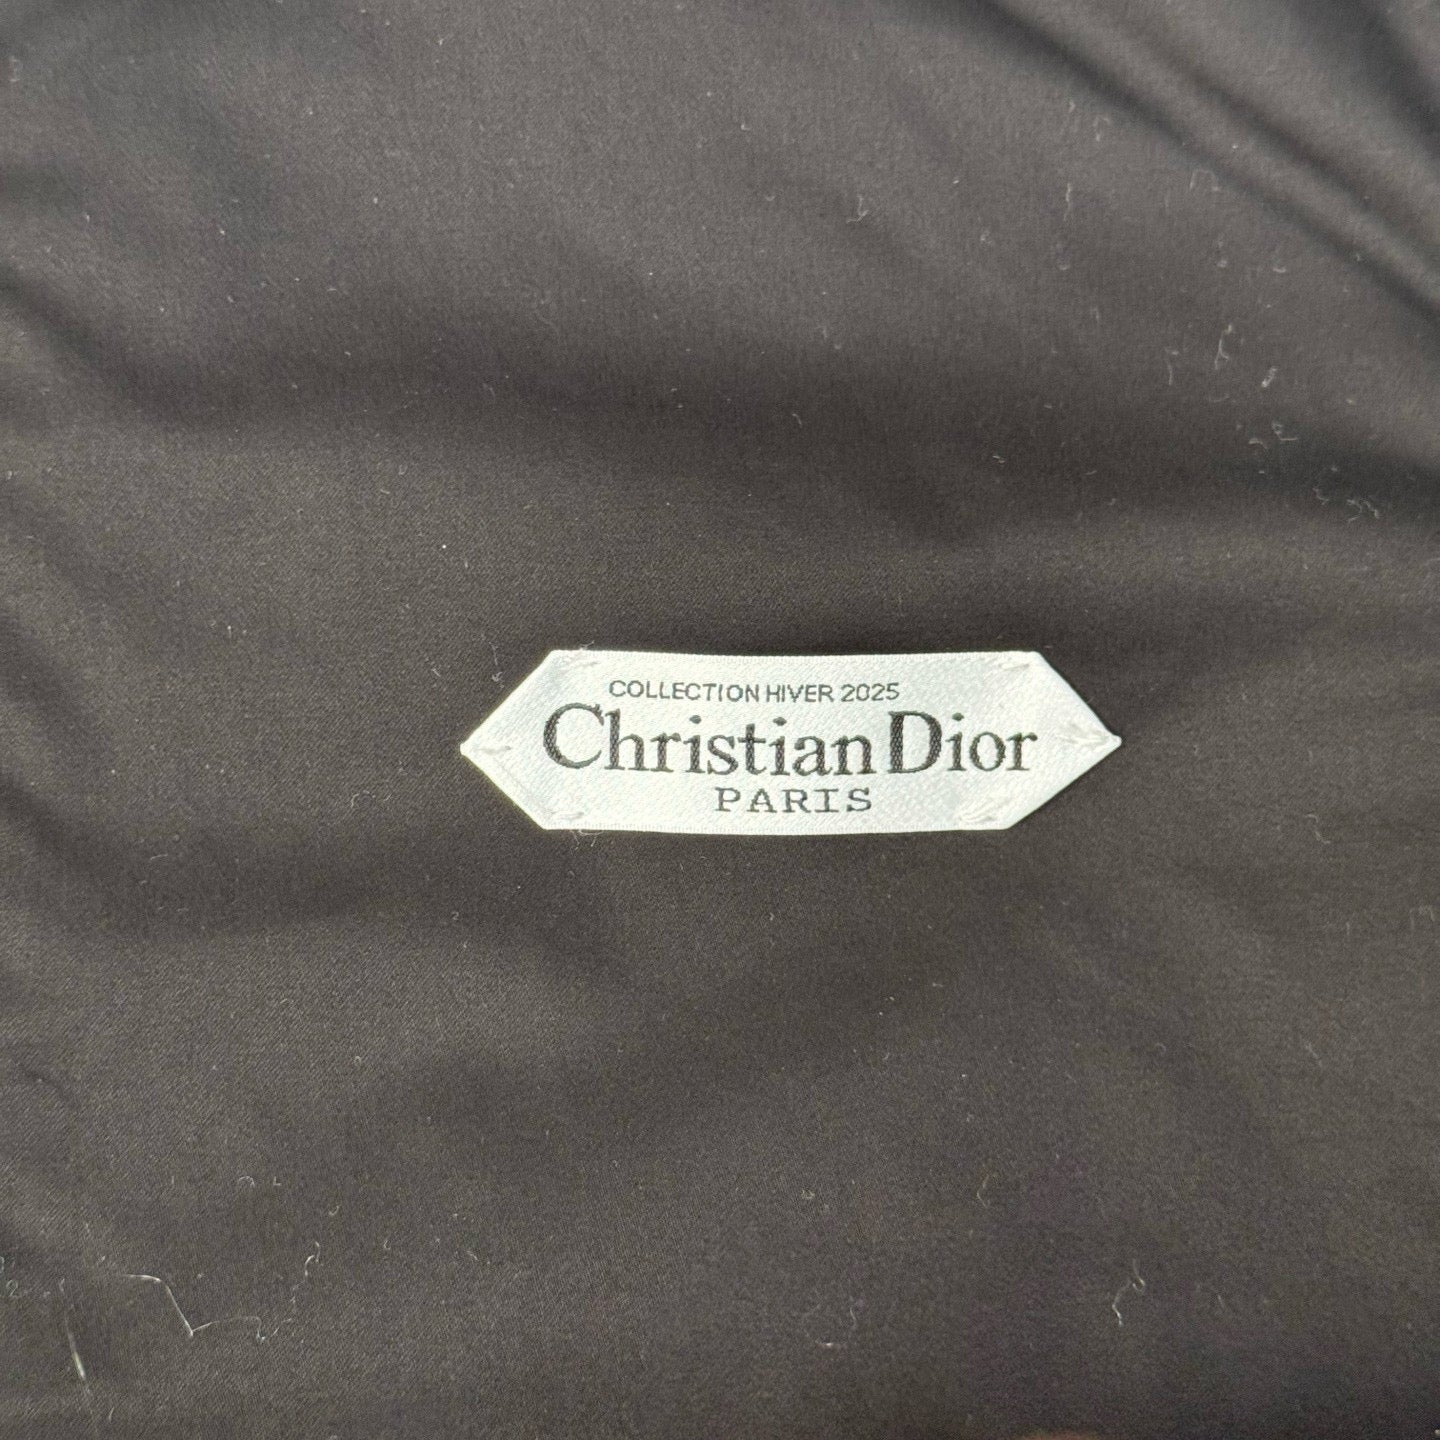 COLLECTION HIVER 2025
Christian Dior
PARIS